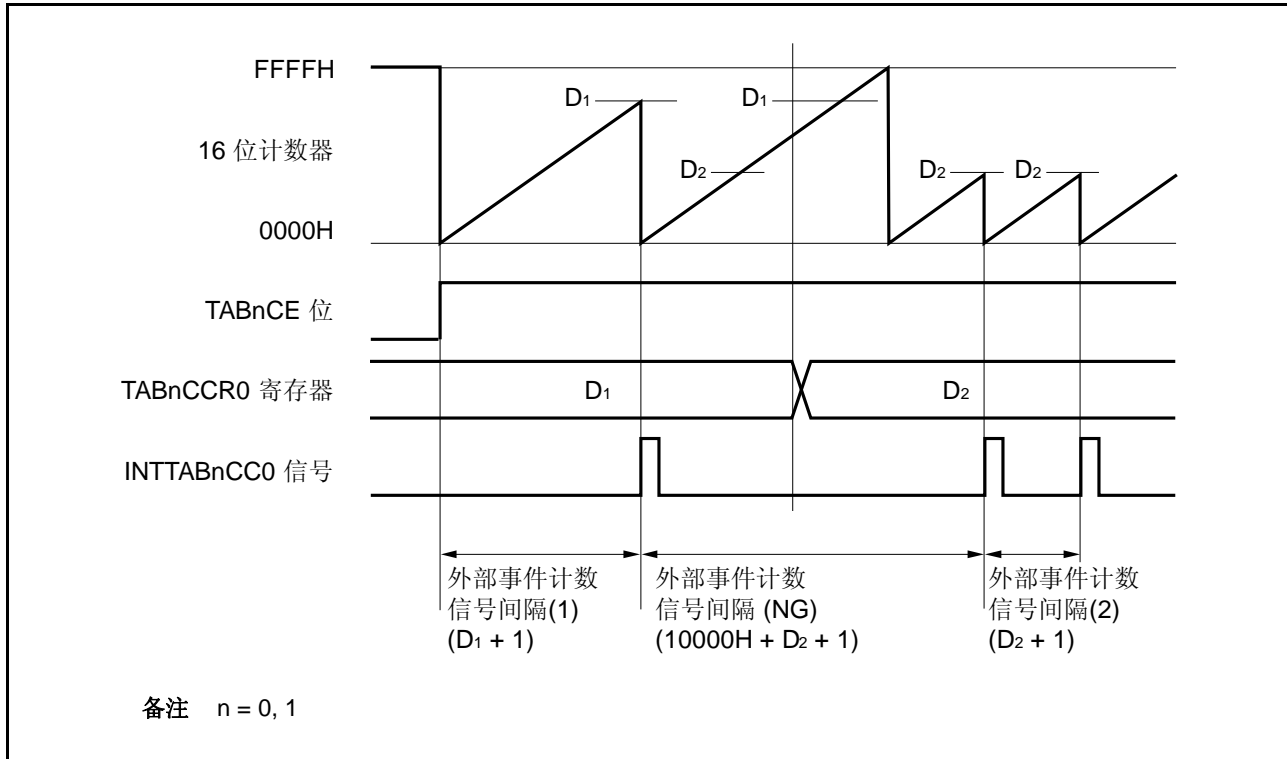 FFFFH
D1
D1
16 位计数器
D2
D2
D2
0000H
TABnCE 位
TABnCCR0 寄存器
D1
D2
INTTABnCC0 信号
外部事件计数
信号间隔(1)
(D1 + 1)
外部事件计数
信号间隔 (NG)
(10000H + D2 + 1)
外部事件计数
信号间隔(2)
(D2 + 1)
备注 n = 0, 1